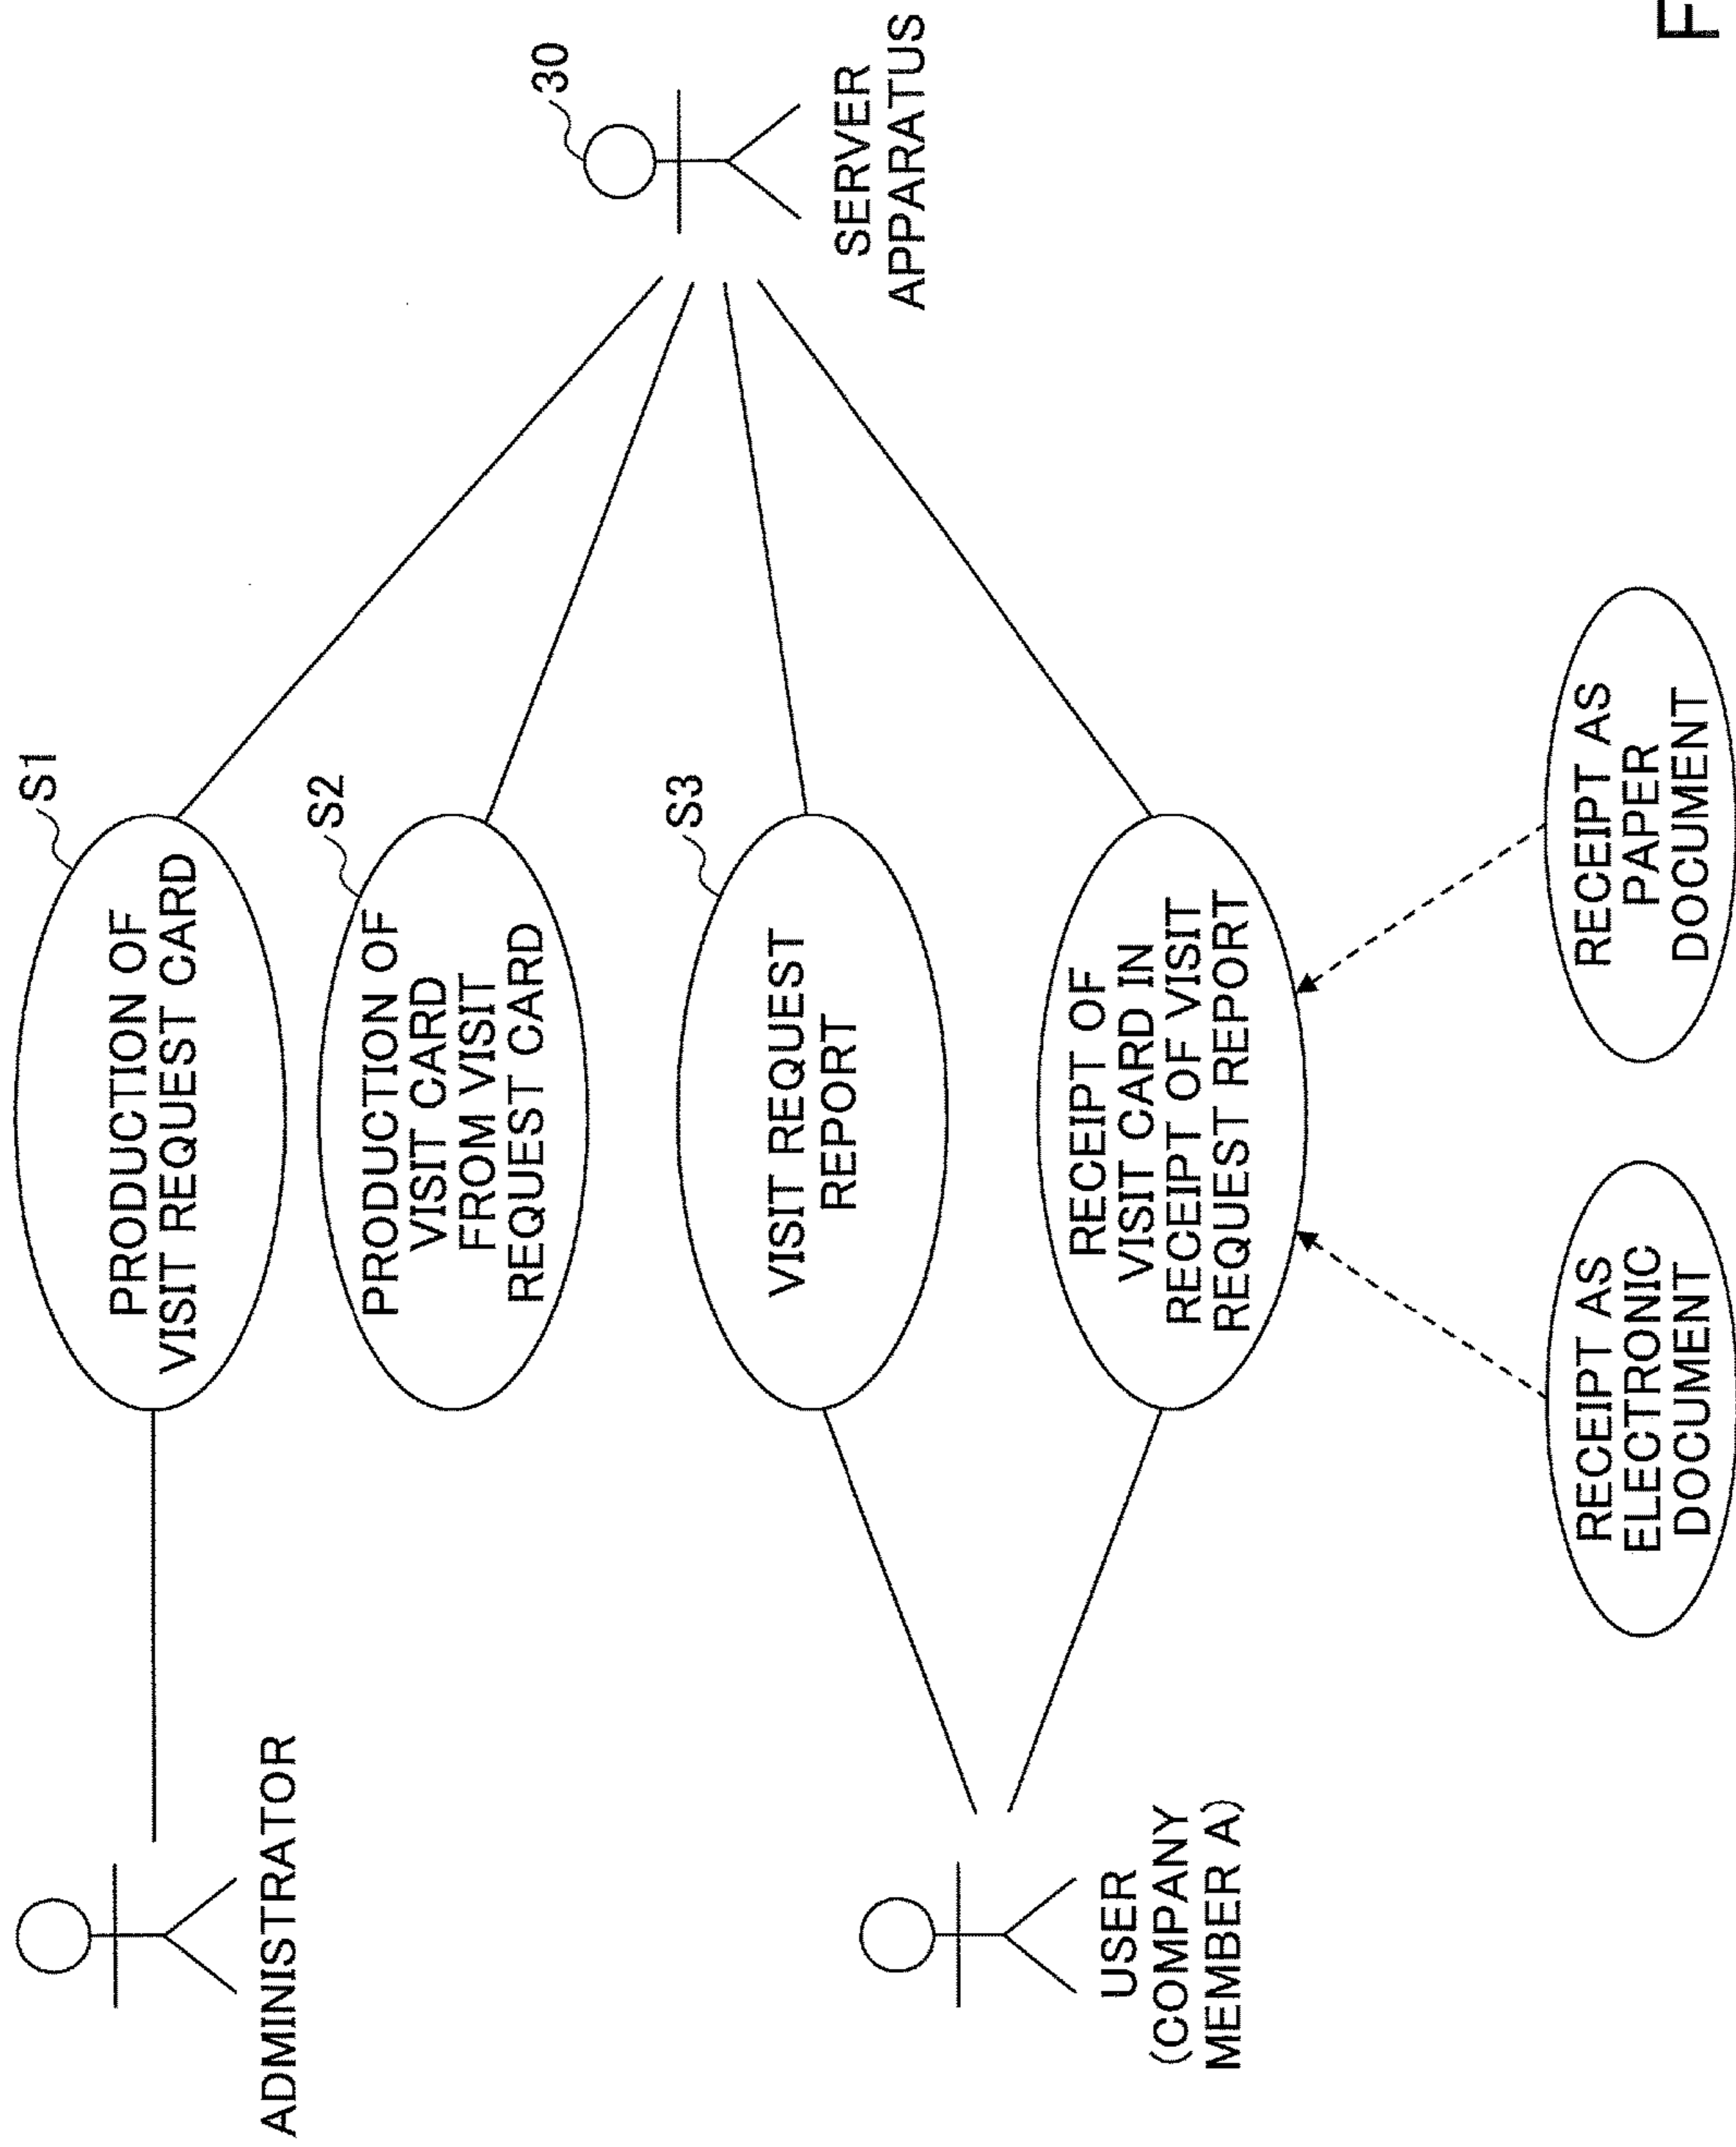 S1
PRODUCTION OF
VISIT REQUEST CARD
ADMINISTRATOR
S2
PRODUCTION OF
VISIT CARD
FROM VISIT
REQUEST CARD
30
SERVER
APPARATUS
S3
VISIT REQUEST
REPORT
USER
(COMPANY
MEMBER A)
RECEIPT OF
VISIT CARD IN
RECEIPT OF VISIT
REQUEST REPORT
RECEIPT AS
ELECTRONIC
DOCUMENT
RECEIPT AS
PAPER
DOCUMENT